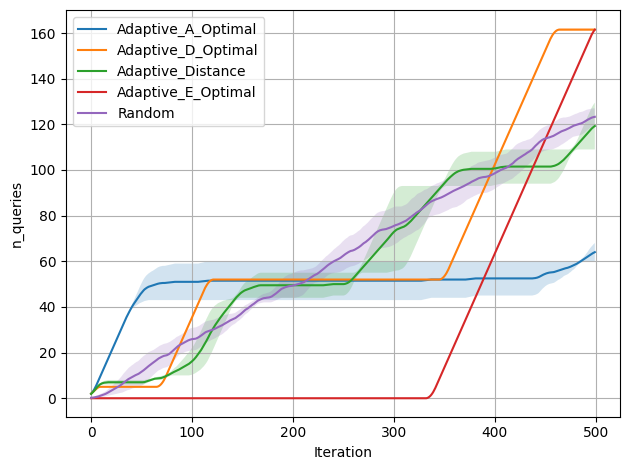 Adaptive_A_Optimal
Adaptive_D_Optimal
Adaptive_Distance
Adaptive_E_Optimal
Random
n_queries
160
140
120
100
80
60
40
20
0
0 100 200 300 400 500
Iteration